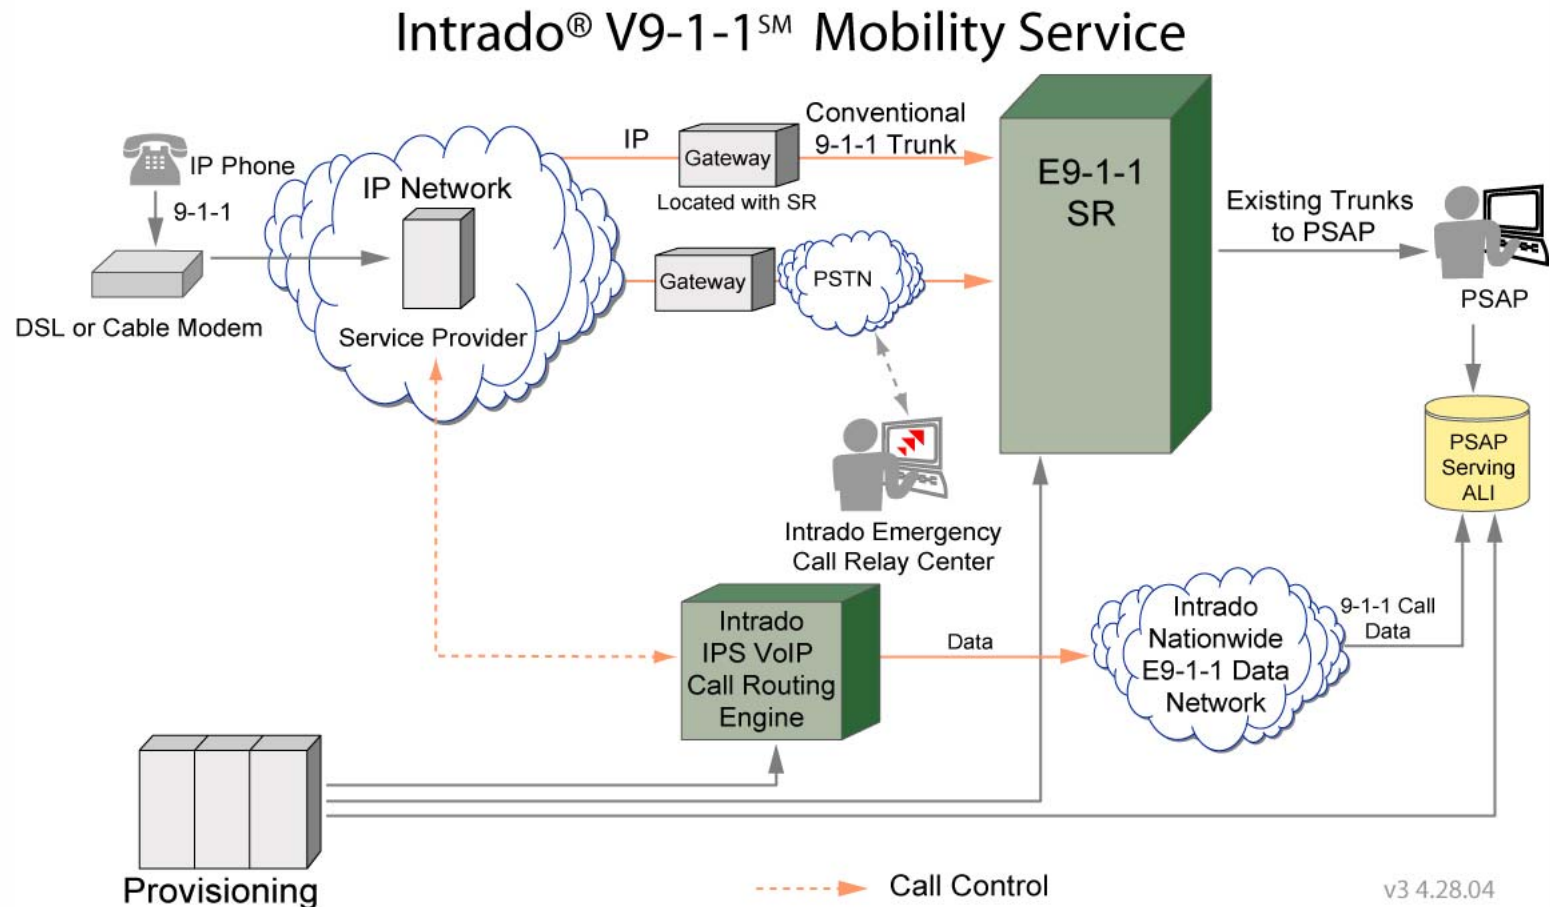 Intrado® V9-1-1℠ Mobility Service
IP Phone
9-1-1
DSL or Cable Modem
IP Network
Service Provider
IP
Gateway
Located with SR
Conventional
9-1-1 Trunk
Gateway
PSTN
E9-1-1
SR
Existing Trunks
to PSAP
PSAP
PSAP
Serving
ALI
Intrado Emergency
Call Relay Center
Intrado
IPS VoIP
Call Routing
Engine
Data
Intrado
Nationwide
E9-1-1 Data
Network
9-1-1 Call
Data
Provisioning
Call Control
v3 4.28.04